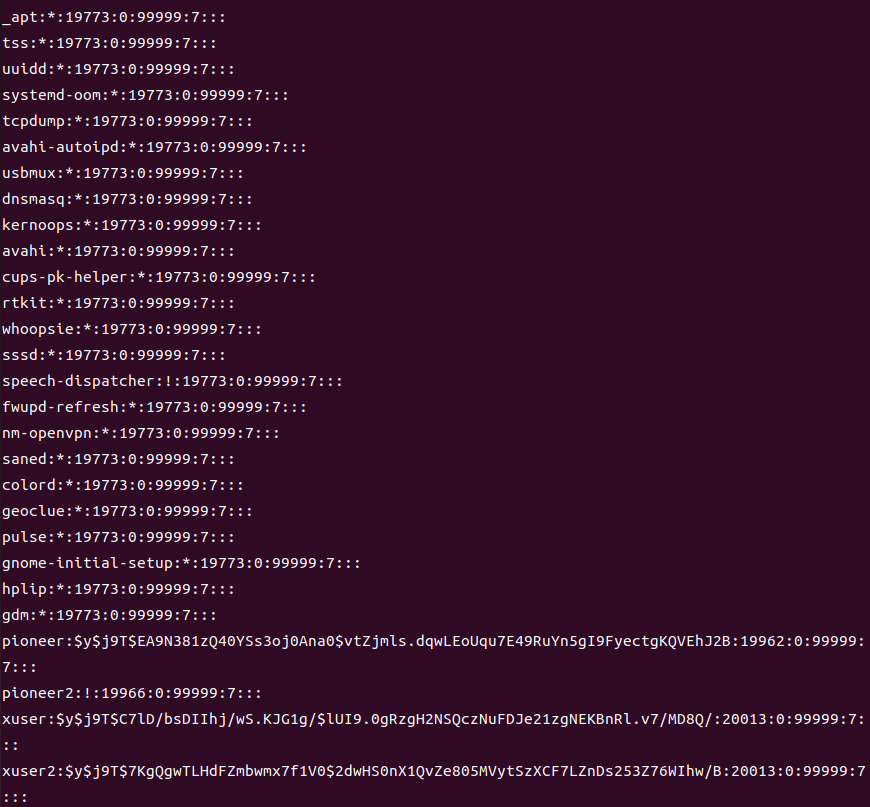 _apt:*:19773:0:99999:7:::
tss:*:19773:0:99999:7:::
uuidd:*:19773:0:99999:7:::
systemd-oom:*:19773:0:99999:7:::
tcpdump:*:19773:0:99999:7:::
avahi-autoipd:*:19773:0:99999:7:::
usbmux:*:19773:0:99999:7:::
dnsmasq:*:19773:0:99999:7:::
kernoops:*:19773:0:99999:7:::
avahi:*:19773:0:99999:7:::
cups-pk-helper:*:19773:0:99999:7:::
rtkit:*:19773:0:99999:7:::
whoopsie:*:19773:0:99999:7:::
sssd:*:19773:0:99999:7:::
speech-dispatcher:!:19773:0:99999:7:::
fwupd-refresh:*:19773:0:99999:7:::
nm-openvpn:*:19773:0:99999:7:::
saned:*:19773:0:99999:7:::
colord:*:19773:0:99999:7:::
geoclue:*:19773:0:99999:7:::
pulse:*:19773:0:99999:7:::
gnome-initial-setup:*:19773:0:99999:7:::
hplip:*:19773:0:99999:7:::
gdm:*:19773:0:99999:7:::
pioneer:$y$j9T$EA9N381zQ40YSs3oj0Ana0$vtZjmls.dqwLEoUqu7E49RuYn5gI9FyectgKQVEhJ2B:19962:0:99999:
7:::
pioneer2:!:19966:0:99999:7:::
xuser:$y$j9T$C7lD/bsDIIhj/wS.KJG1g/$lUI9.0gRzgH2NSQczNuFDJe21zgNEKBnRl.v7/MD8Q/:20013:0:99999:7:
::
xuser2:$y$j9T$7KgQgwTLHdFZmbwmx7f1V0$2dwHS0nX1QvZe805MVytSzXCF7LZnDs253Z76WIhw/B:20013:0:99999:7
:::